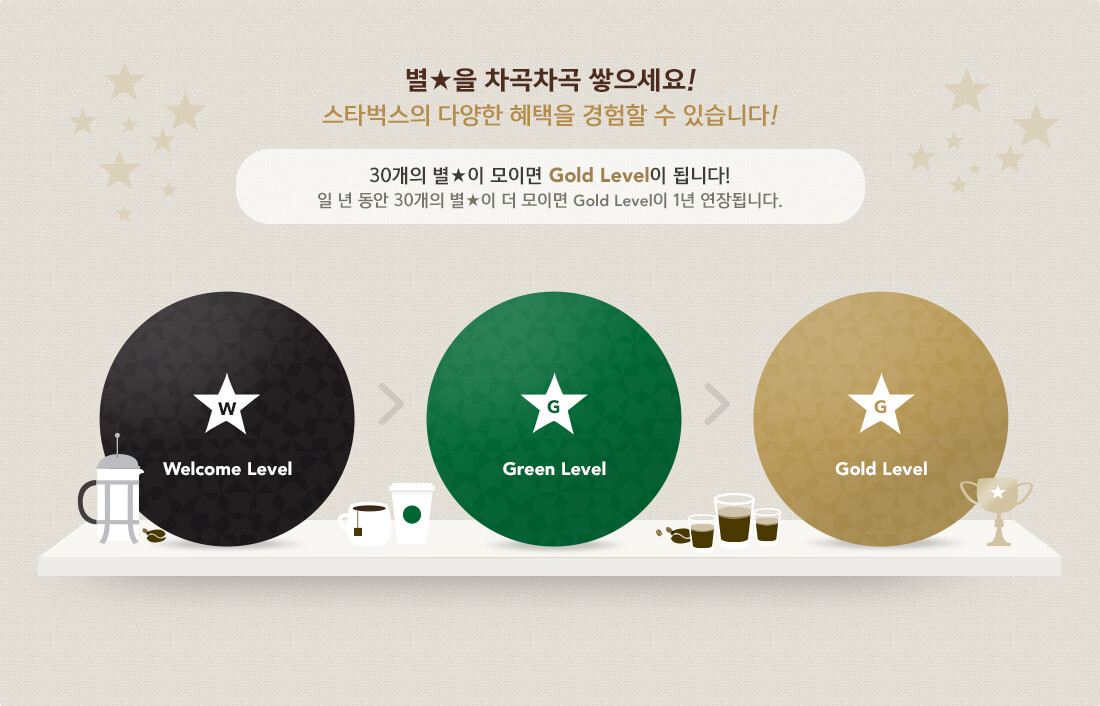 별★을 차곡차곡 쌓으세요!
스타벅스의 다양한 혜택을 경험할 수 있습니다!
30개의 별★이 모이면 Gold Level이 됩니다!
일 년 동안 30개의 별★이 더 모이면 Gold Level이 1년 연장됩니다.
W
Welcome Level
G
Green Level
G
Gold Level